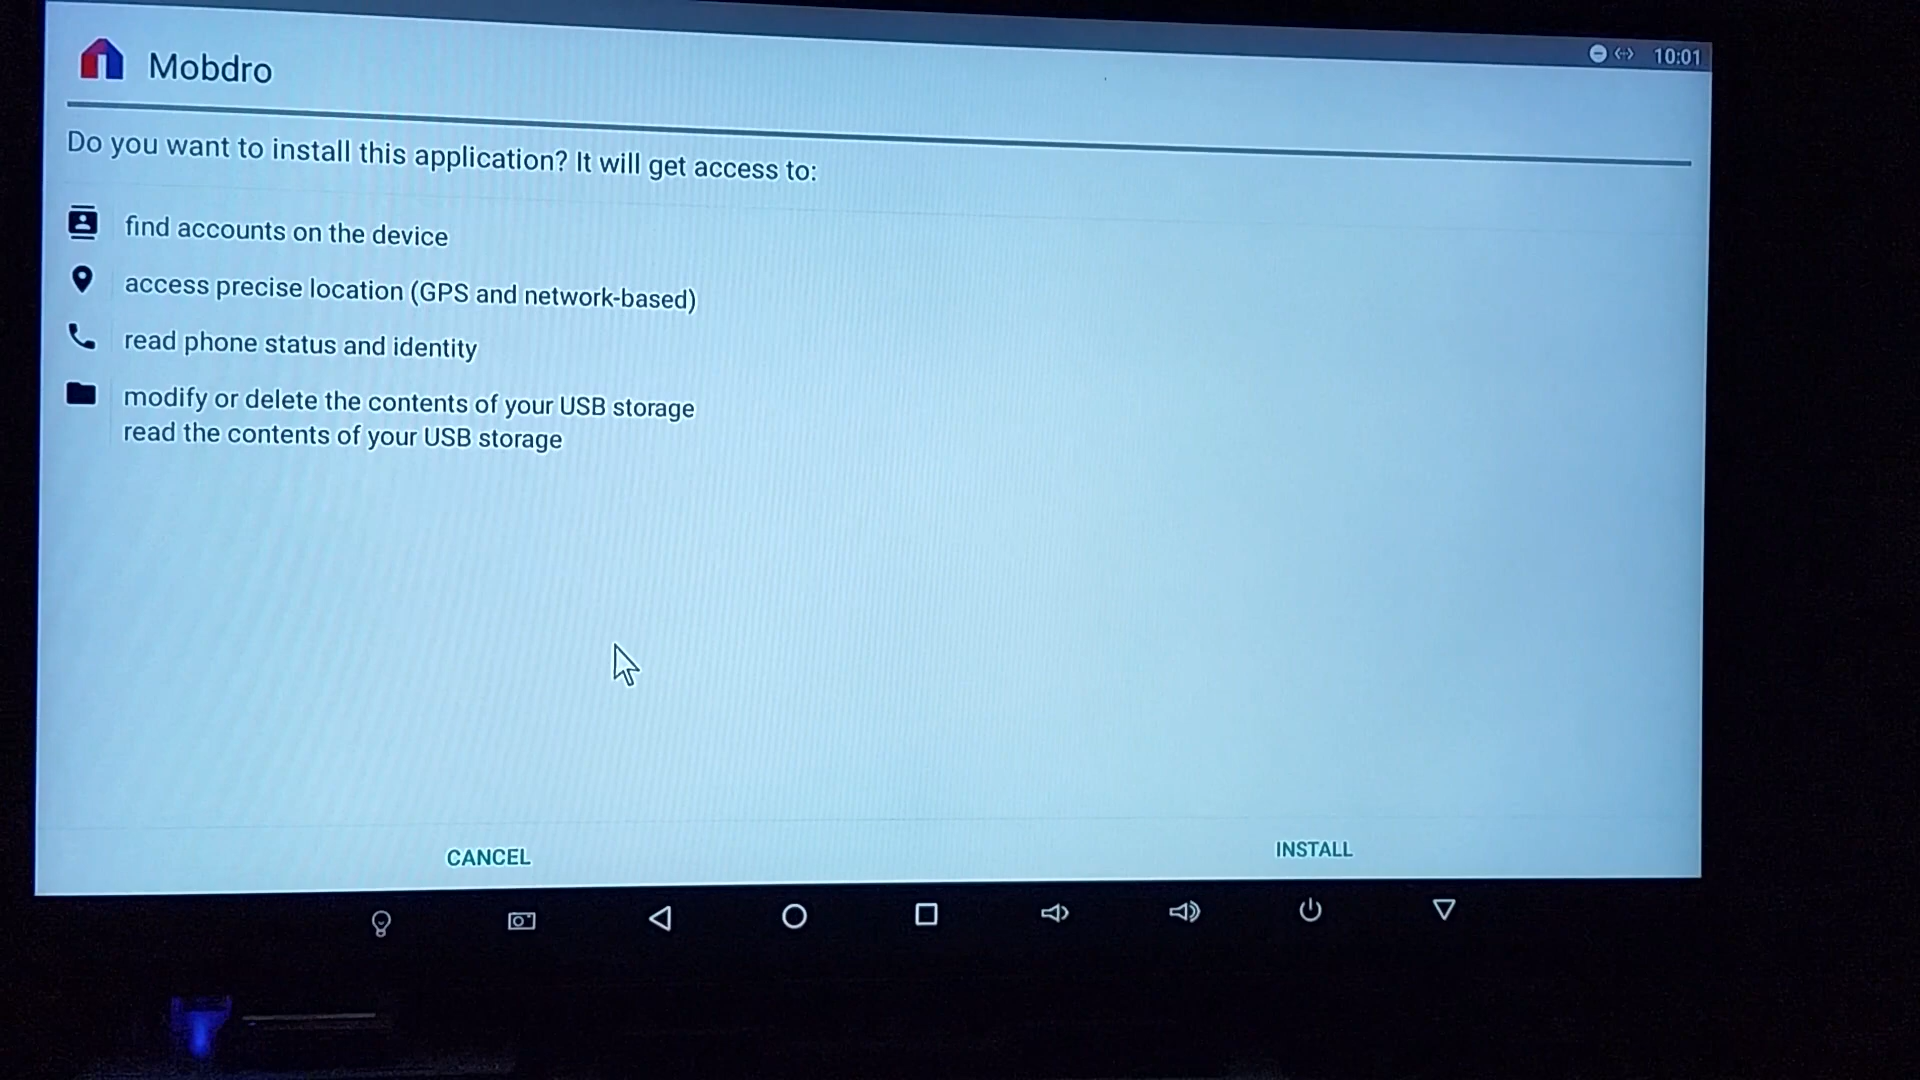 Mobdro
10:01
Do you want to install this application? It will get access to:
find accounts on the device
access precise location (GPS and network-based)
read phone status and identity
modify or delete the contents of your USB storage
read the contents of your USB storage
CANCEL
INSTALL